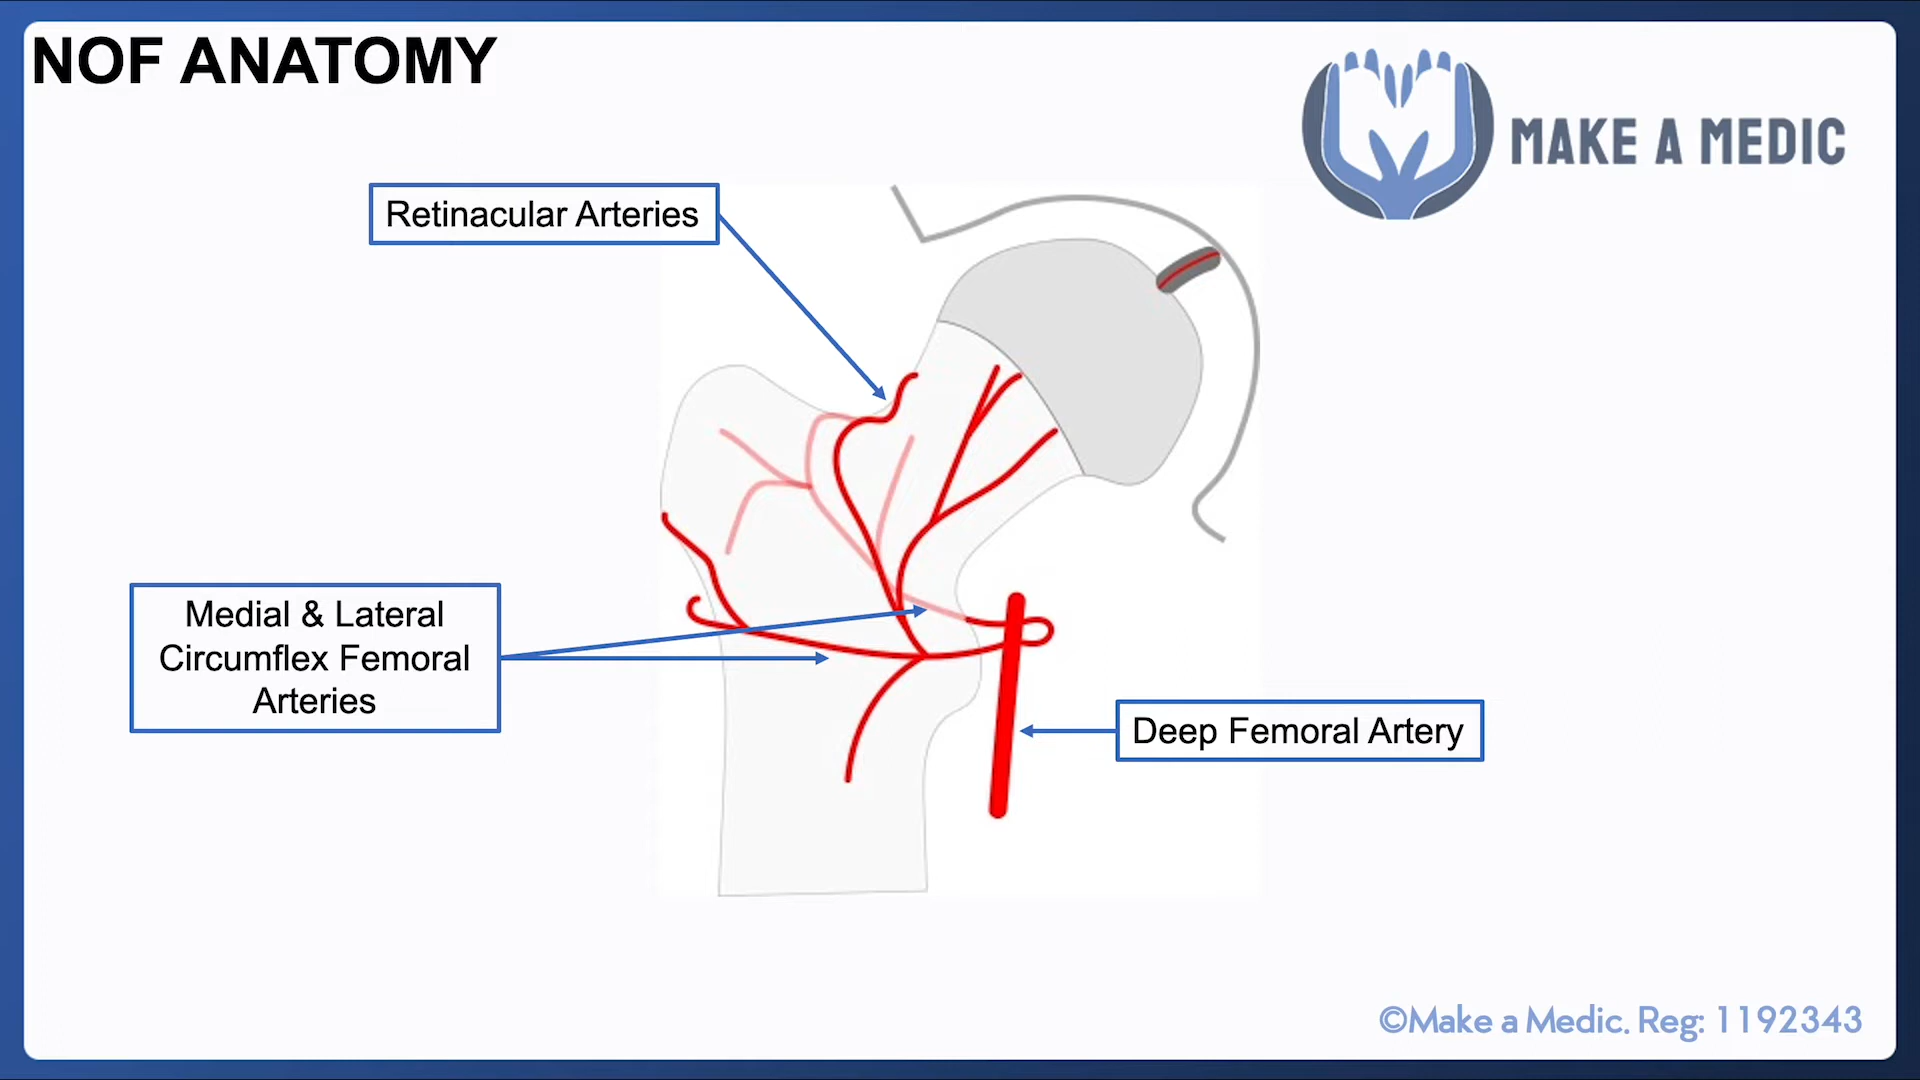 NOF ANATOMY
MAKE A MEDIC
Retinacular Arteries
Medial & Lateral
Circumflex Femoral
Arteries
Deep Femoral Artery
©Make a Medic. Reg: 1192343